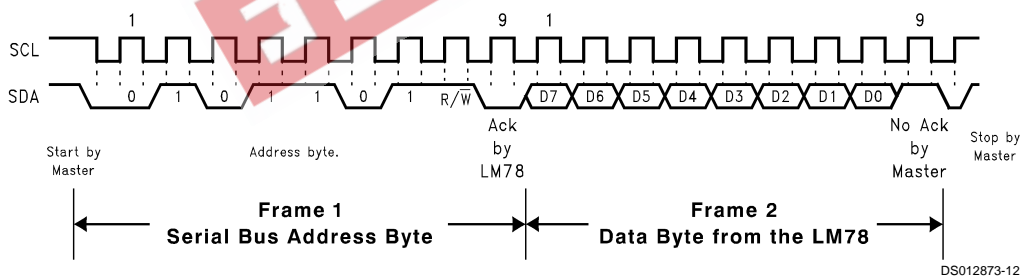 1 9 1 9
SCL
SDA 0 1 0 1 1 0 1 R/W̅ D7 D6 D5 D4 D3 D2 D1 D0
Start by
Master
Address byte.
Ack
by
LM78
No Ack
by
Master
Stop by
Master
Frame 1
Serial Bus Address Byte
Frame 2
Data Byte from the LM78
DS012873-12